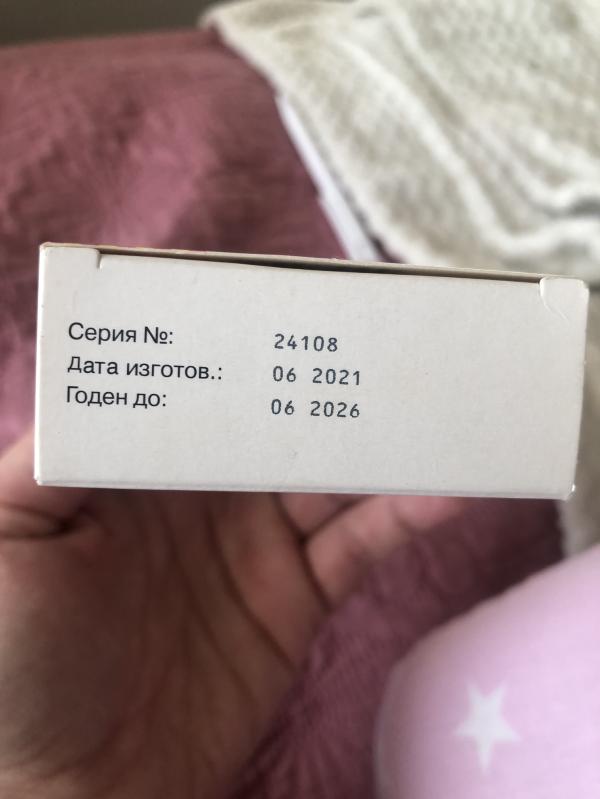 Серия №: 24108
Дата изготов.: 06 2021
Годен до: 06 2026